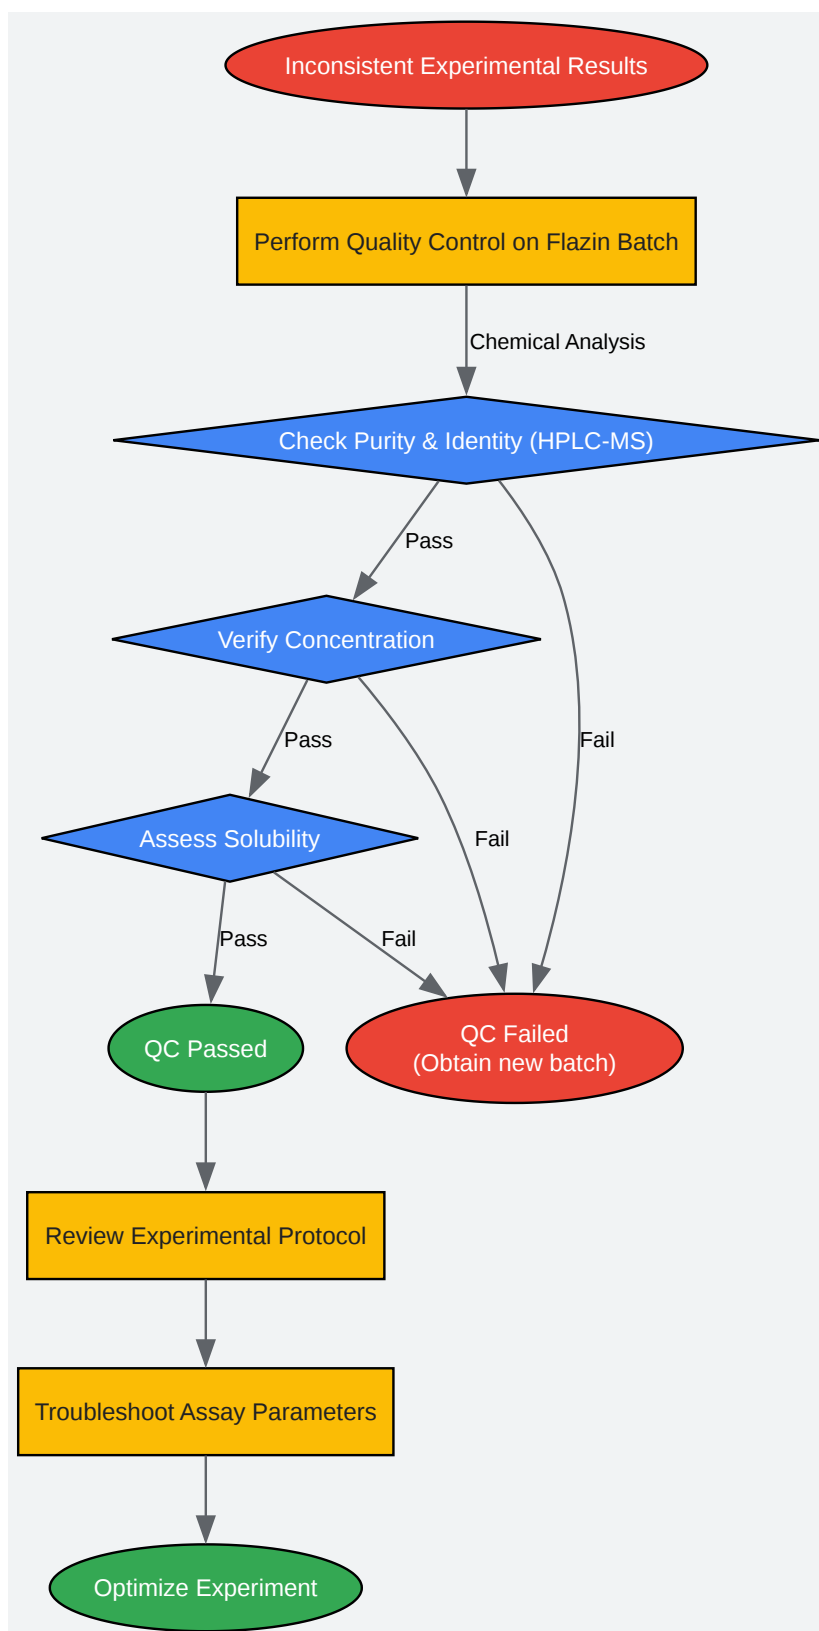 Inconsistent Experimental Results
Perform Quality Control on Flazin Batch
Chemical Analysis
Check Purity & Identity (HPLC-MS)
Pass
Verify Concentration
Pass
Fail
Assess Solubility
Fail
Pass
Fail
QC Passed
QC Failed
(Obtain new batch)
Review Experimental Protocol
Troubleshoot Assay Parameters
Optimize Experiment